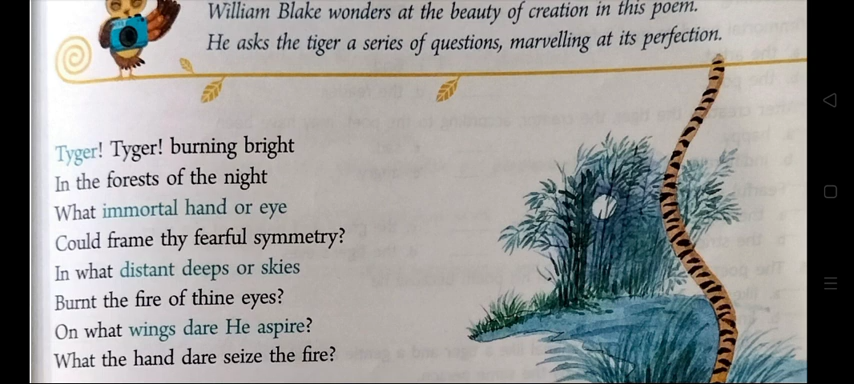 William Blake wonders at the beauty of creation in this poem.
He asks the tiger a series of questions, marvelling at its perfection.
Tyger! Tyger! burning bright
In the forests of the night
What immortal hand or eye
Could frame thy fearful symmetry?
In what distant deeps or skies
Burnt the fire of thine eyes?
On what wings dare He aspire?
What the hand dare seize the fire?